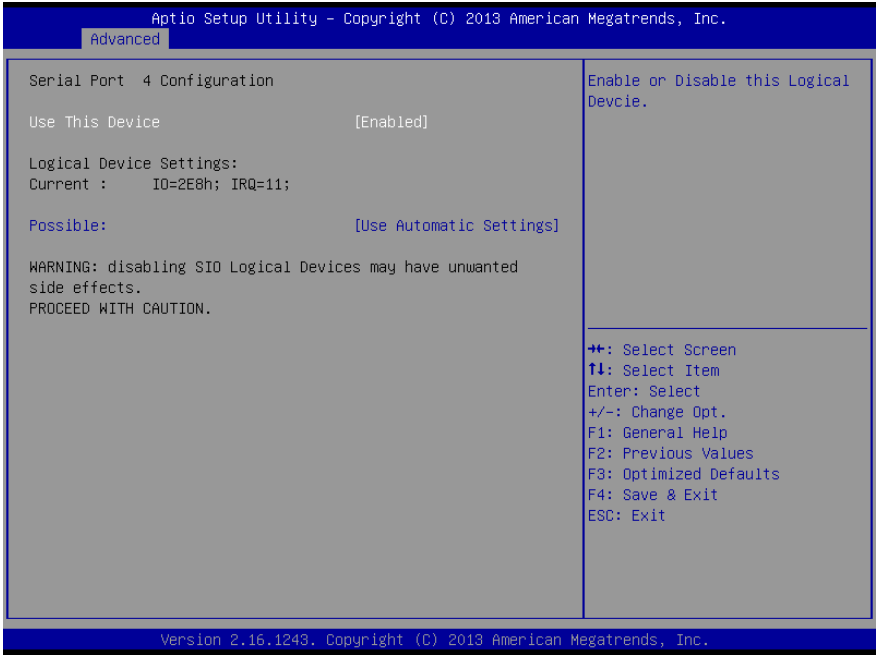 Aptio Setup Utility – Copyright (C) 2013 American Megatrends, Inc.
Advanced
Serial Port  4 Configuration
Use This Device [Enabled]
Logical Device Settings:
Current :  IO=2E8h; IRQ=11;
Possible: [Use Automatic Settings]
WARNING: disabling SIO Logical Devices may have unwanted
side effects.
PROCEED WITH CAUTION.
Enable or Disable this Logical
Devcie.
→←: Select Screen
↑↓: Select Item
Enter: Select
+/-: Change Opt.
F1: General Help
F2: Previous Values
F3: Optimized Defaults
F4: Save & Exit
ESC: Exit
Version 2.16.1243. Copyright (C) 2013 American Megatrends, Inc.